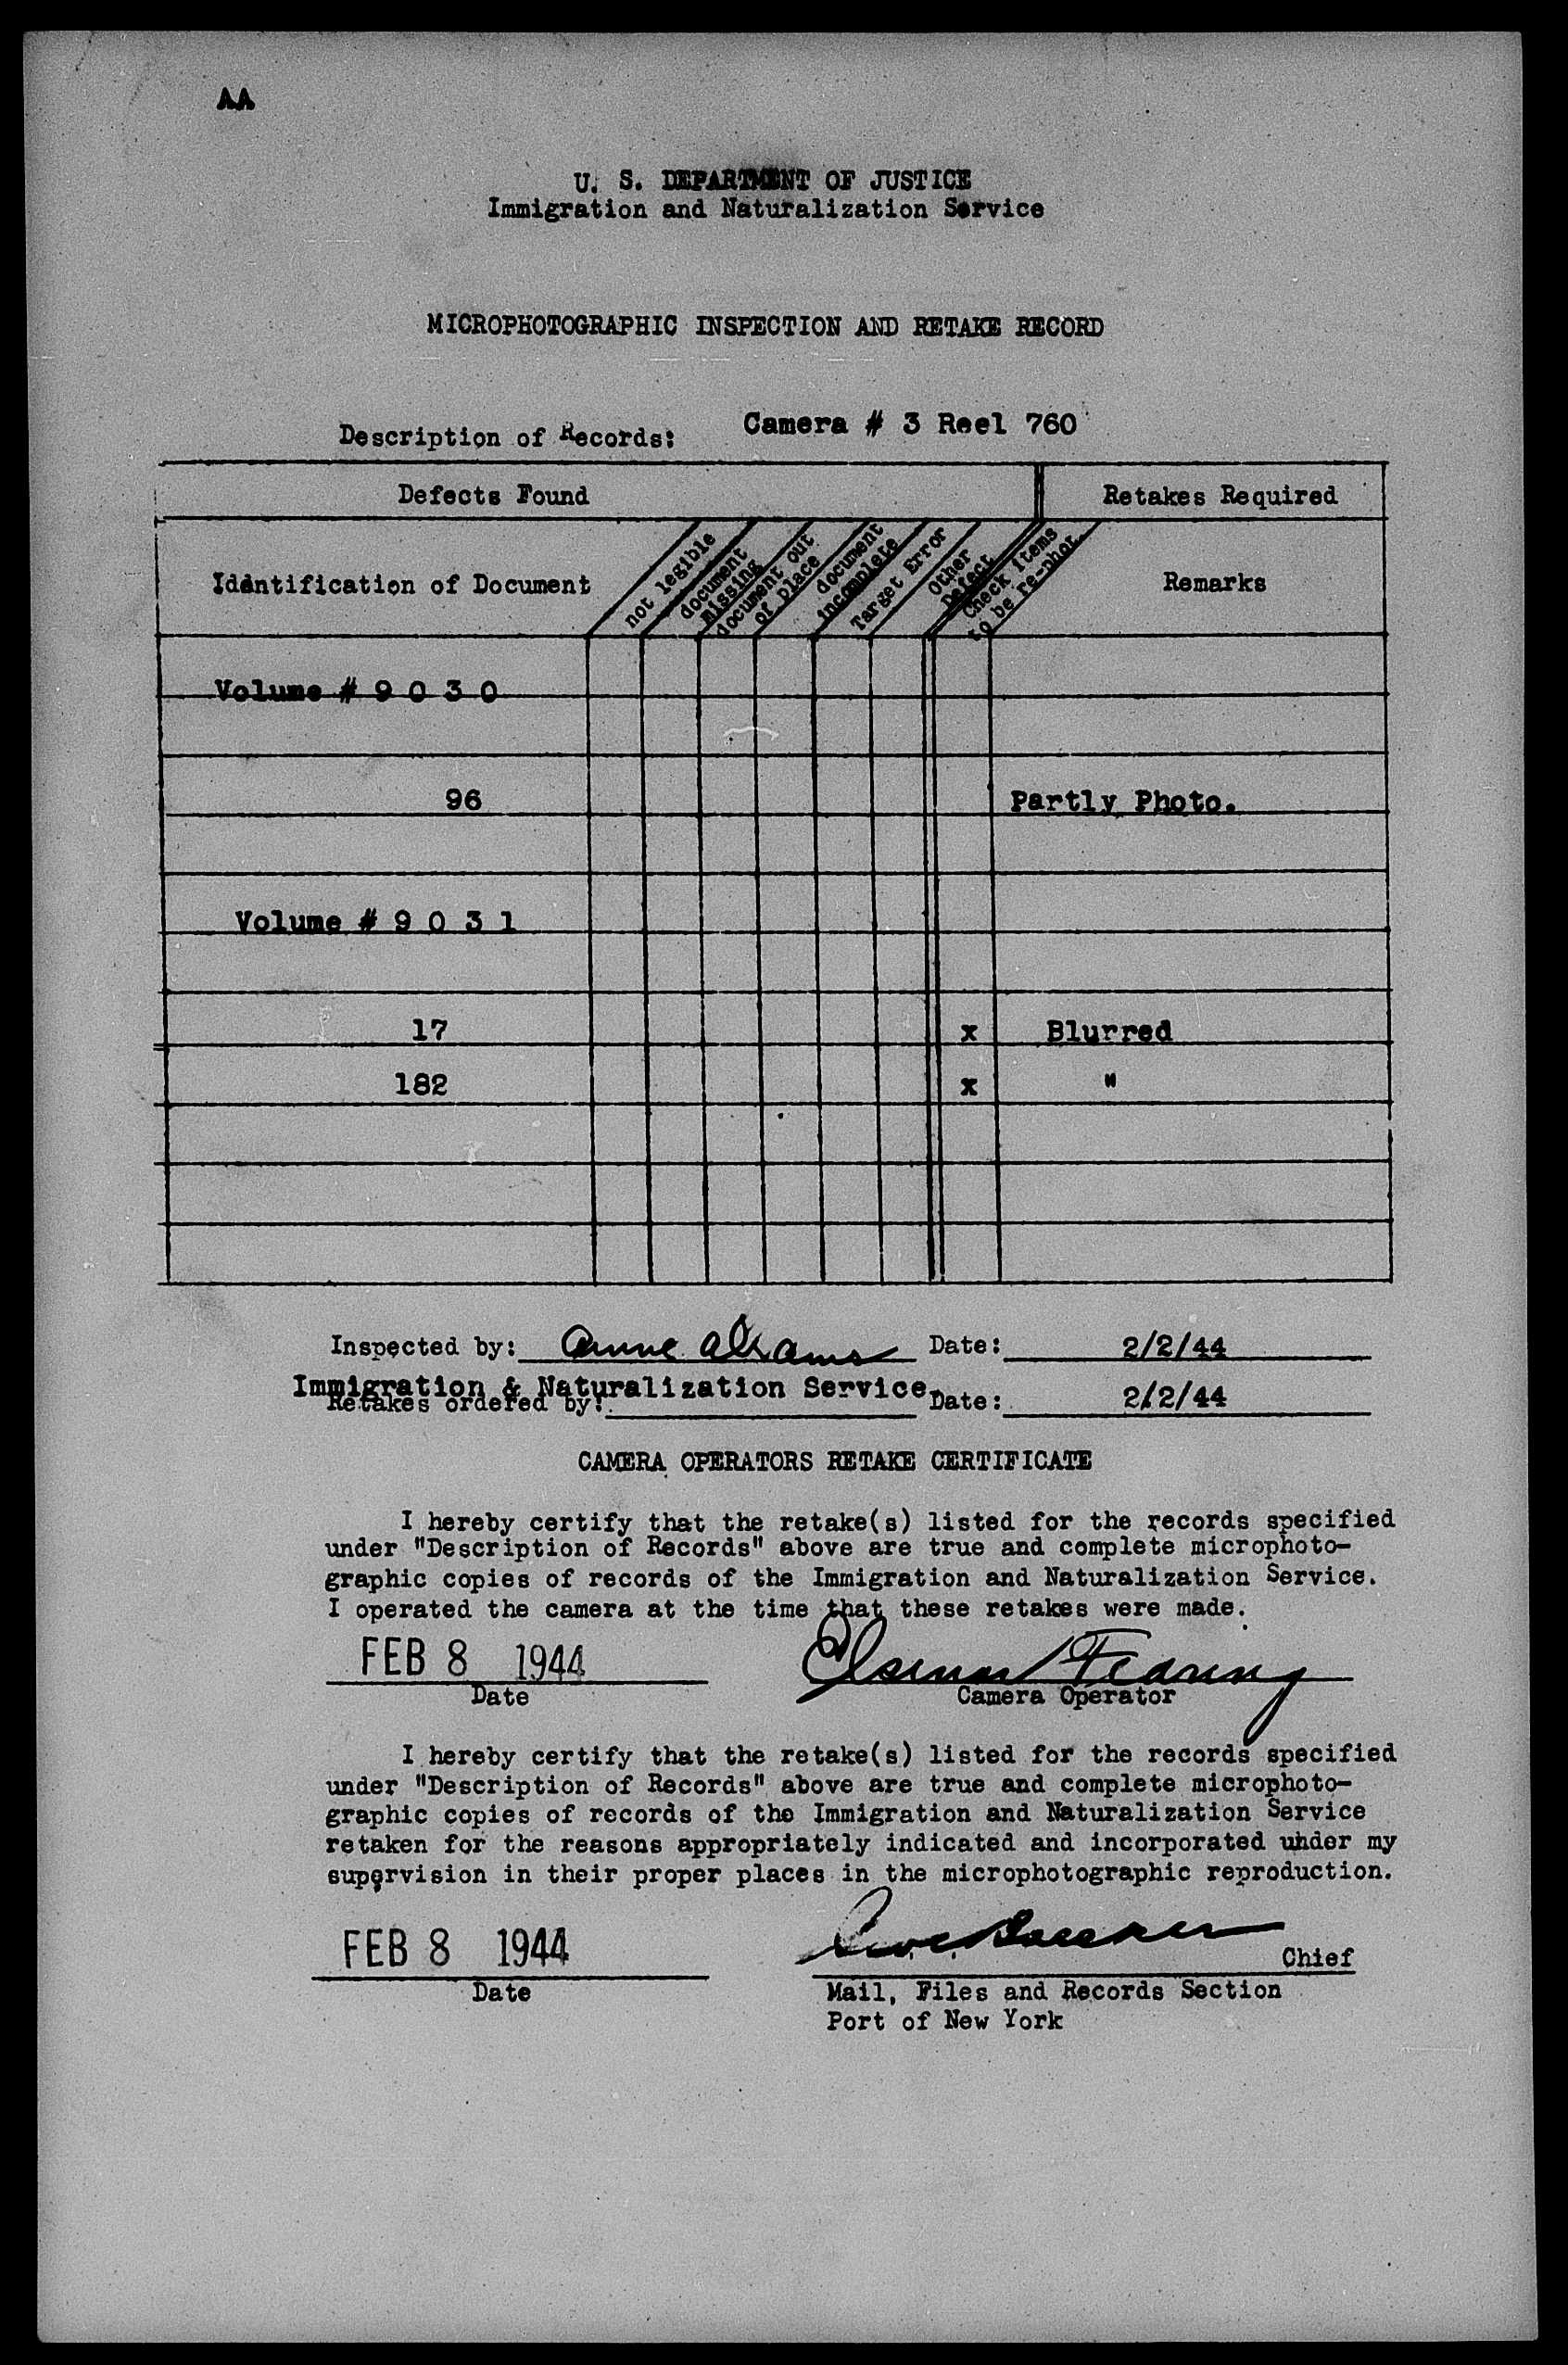 AA
U. S. DEPARTMENT OF JUSTICE
Immigration and Naturalization Service
MICROPHOTOGRAPHIC INSPECTION AND RETAKE RECORD
Description of Records: Camera # 3 Reel 760
Defects Found Retakes Required
Identification of Document
not legible
document missing
document out of place
document incomplete
Target Error
Other Defect
Check items to be re-phot.
Remarks
Volume # 9 0 3 0
96 Partly Photo.
Volume # 9 0 3 1
17 x Blurred
182 x "
Inspected by: Anne Abrams Date: 2/2/44
Immigration & Naturalization Service.
Retakes ordered by: Date: 2/2/44
CAMERA OPERATORS RETAKE CERTIFICATE
I hereby certify that the retake(s) listed for the records specified
under "Description of Records" above are true and complete microphoto-
graphic copies of records of the Immigration and Naturalization Service.
I operated the camera at the time that these retakes were made.
FEB 8 1944
Date Camera Operator
I hereby certify that the retake(s) listed for the records specified
under "Description of Records" above are true and complete microphoto-
graphic copies of records of the Immigration and Naturalization Service
retaken for the reasons appropriately indicated and incorporated under my
supervision in their proper places in the microphotographic reproduction.
FEB 8 1944 Chief
Date Mail, Files and Records Section
Port of New York